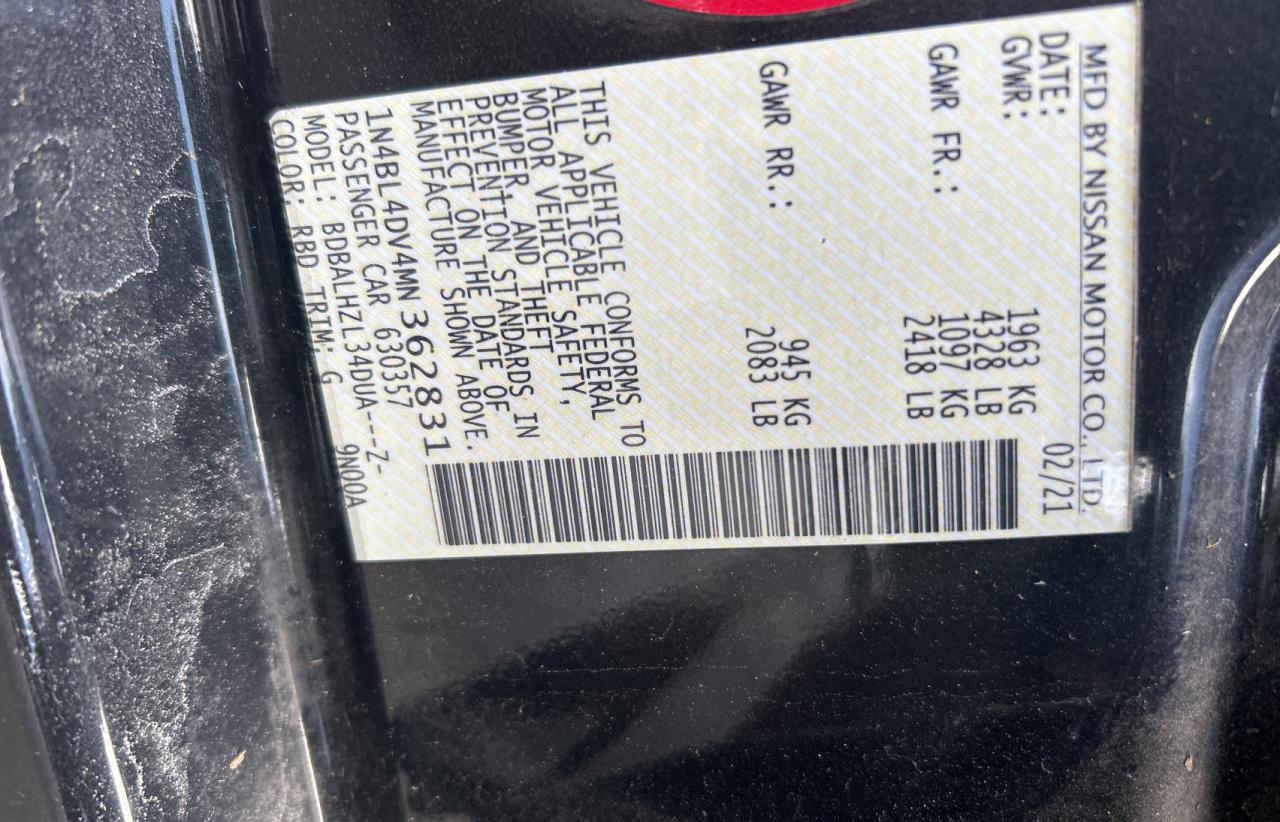 MFD BY NISSAN MOTOR CO., LTD.
DATE: 02/21
GVWR: 1963 KG
4328 LB
GAWR FR.: 1097 KG
2418 LB
GAWR RR.: 945 KG
2083 LB
THIS VEHICLE CONFORMS TO
ALL APPLICABLE FEDERAL
MOTOR VEHICLE SAFETY,
BUMPER, AND THEFT
PREVENTION STANDARDS IN
EFFECT ON THE DATE OF
MANUFACTURE SHOWN ABOVE.
1N4BL4DV4MN362831
PASSENGER CAR 630357
MODEL: BDBALHZL34DUA---Z-
COLOR: RBD TRIM: G 9N00A